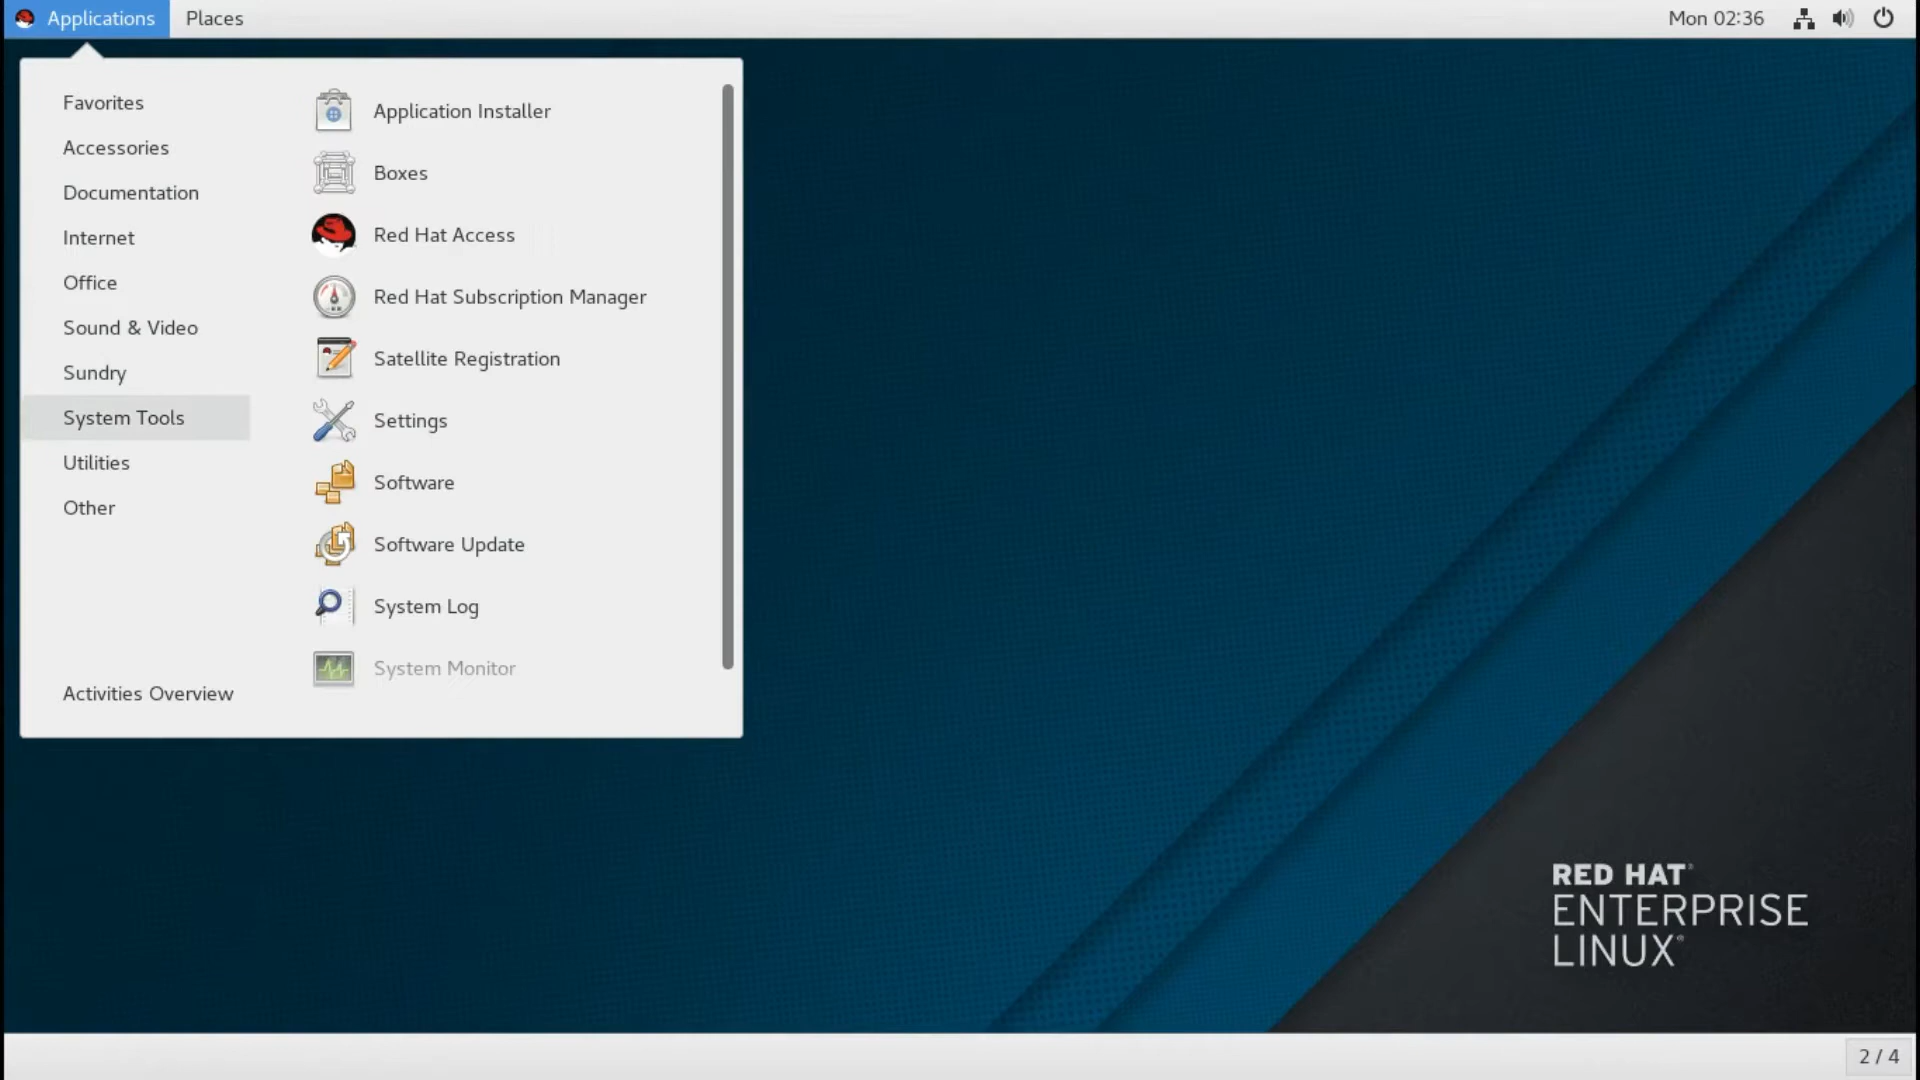 Applications
Places
Mon 02:36
Favorites
Accessories
Documentation
Internet
Office
Sound & Video
Sundry
System Tools
Utilities
Other
Activities Overview
Application Installer
Boxes
Red Hat Access
Red Hat Subscription Manager
Satellite Registration
Settings
Software
Software Update
System Log
System Monitor
RED HAT®
ENTERPRISE
LINUX®
2 / 4